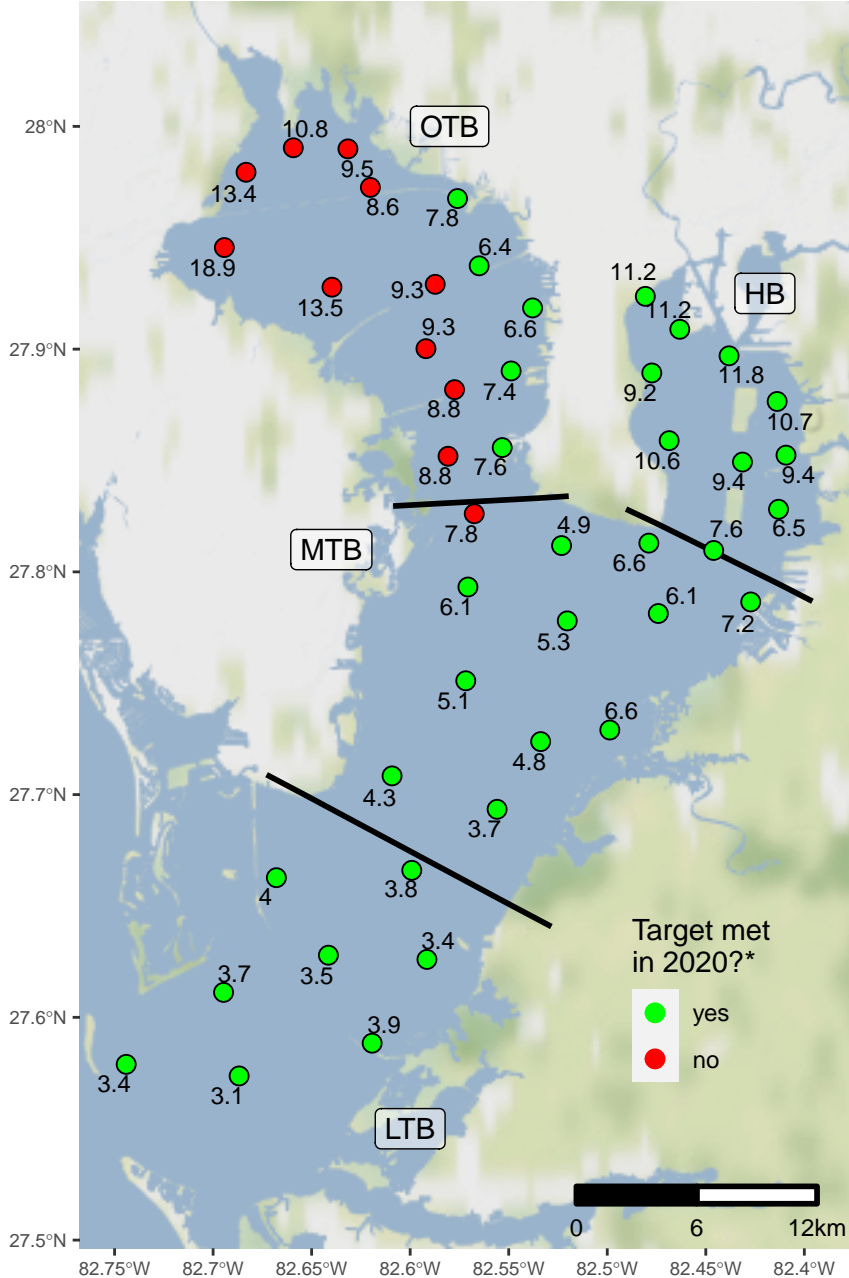 28°N
27.9°N
27.8°N
27.7°N
27.6°N
27.5°N
OTB
10.8
9.5
13.4
8.6
7.8
6.4
18.9
13.5
9.3
6.6
9.3
7.4
8.8
8.8
7.6
HB
11.2
11.2
11.8
9.2
10.7
10.6
9.4
9.4
6.5
7.6
MTB
7.8
4.9
6.6
6.1
6.1
7.2
5.3
5.1
6.6
4.8
4.3
3.7
3.8
4
3.5
3.4
3.7
3.9
3.4
3.1
LTB
Target met
in 2020?*
yes
no
0 6 12km
82.75°W 82.7°W 82.65°W 82.6°W 82.55°W 82.5°W 82.45°W 82.4°W